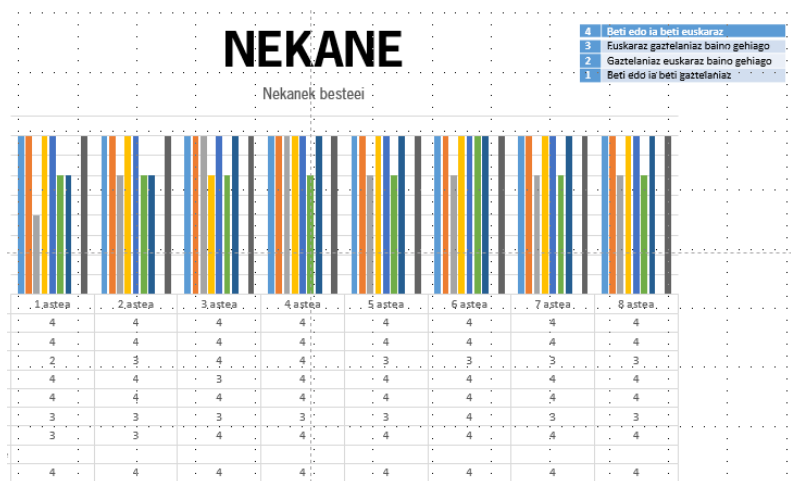 NEKANE
4 Beti edo ia beti euskaraz
3 Euskaraz gaztelaniaz baino gehiago
2 Gaztelaniaz euskaraz baino gehiago
1 Beti edo ia beti gaztelaniaz
Nekanek besteei
1 astea 2 astea 3 astea 4 astea 5 astea 6 astea 7 astea 8 astea
4 4 4 4 4 4 4 4
4 4 4 4 4 4 4 4
2 3 4 4 3 3 3 3
4 4 3 4 4 4 4 4
4 4 4 4 4 4 4 4
3 3 3 3 3 4 3 3
3 3 4 4 4 4 4 4
4 4 4 4 4 4 4 4